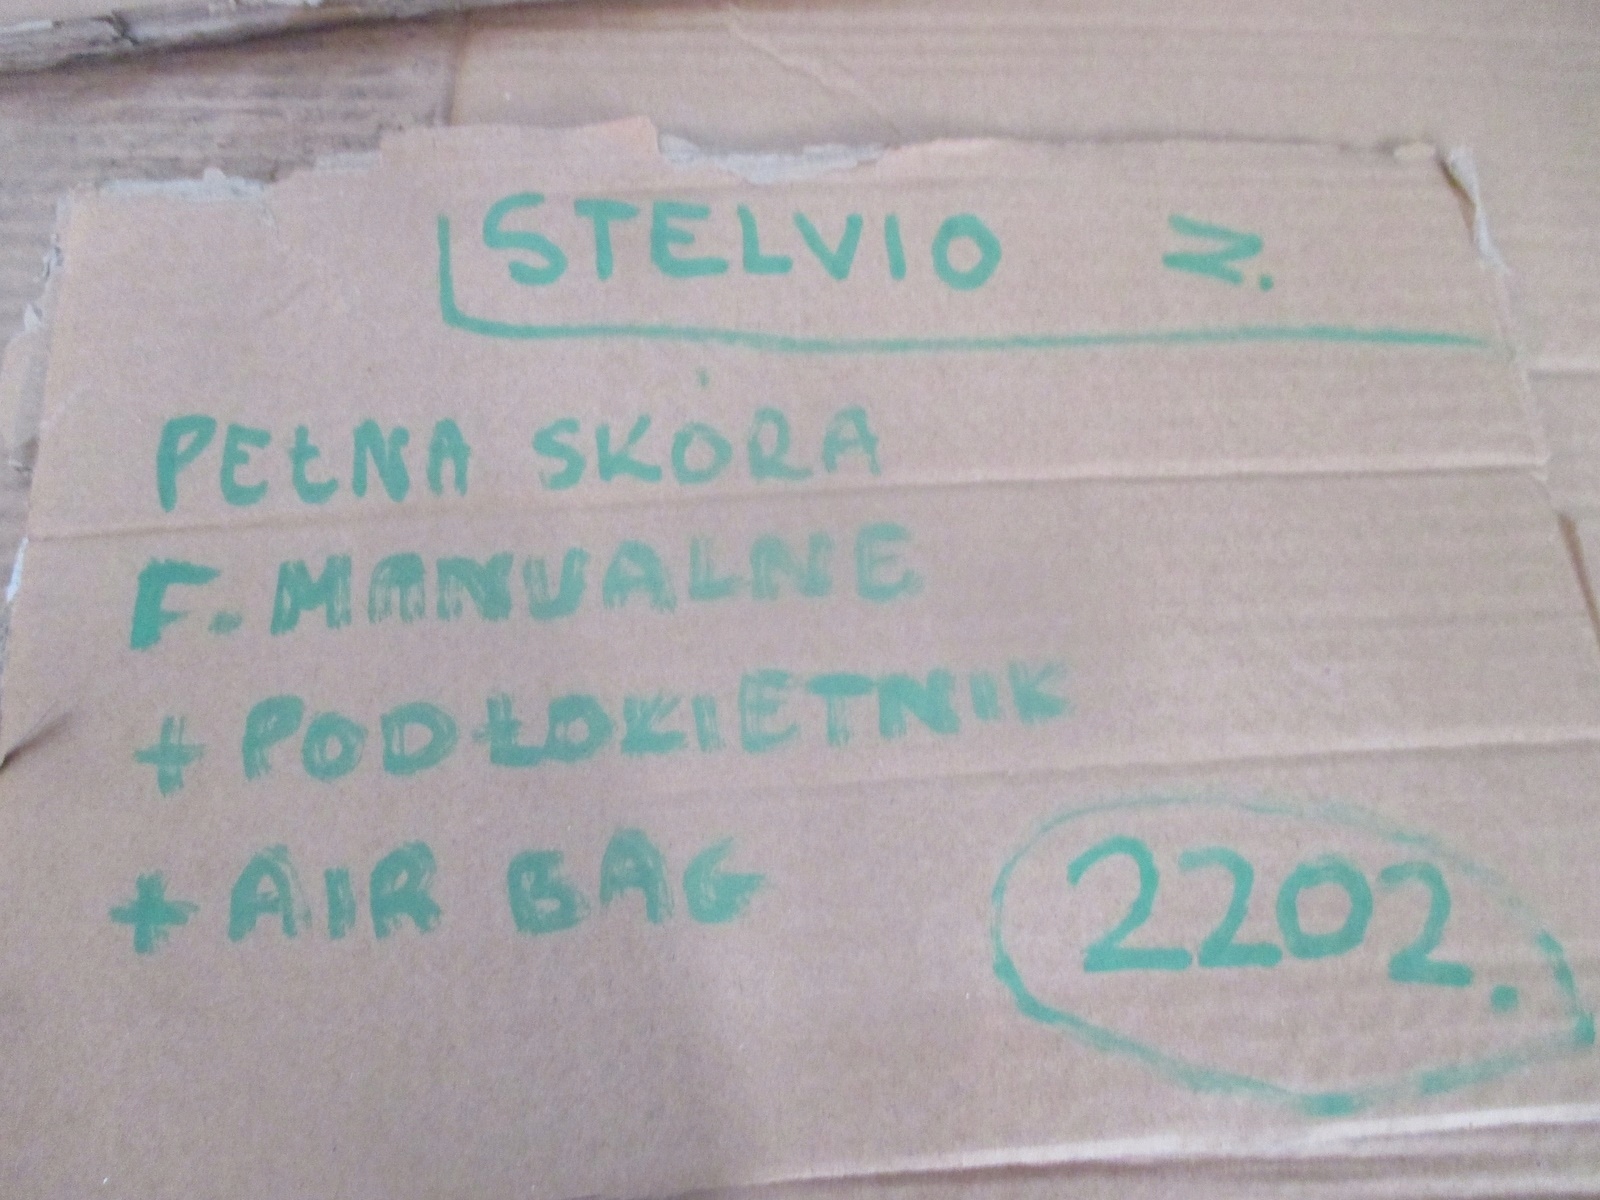 STELVIO
PEŁNA SKÓRA
F. MANUALNE
+ PODŁOKIETNIK
+ AIR BAG
2202.